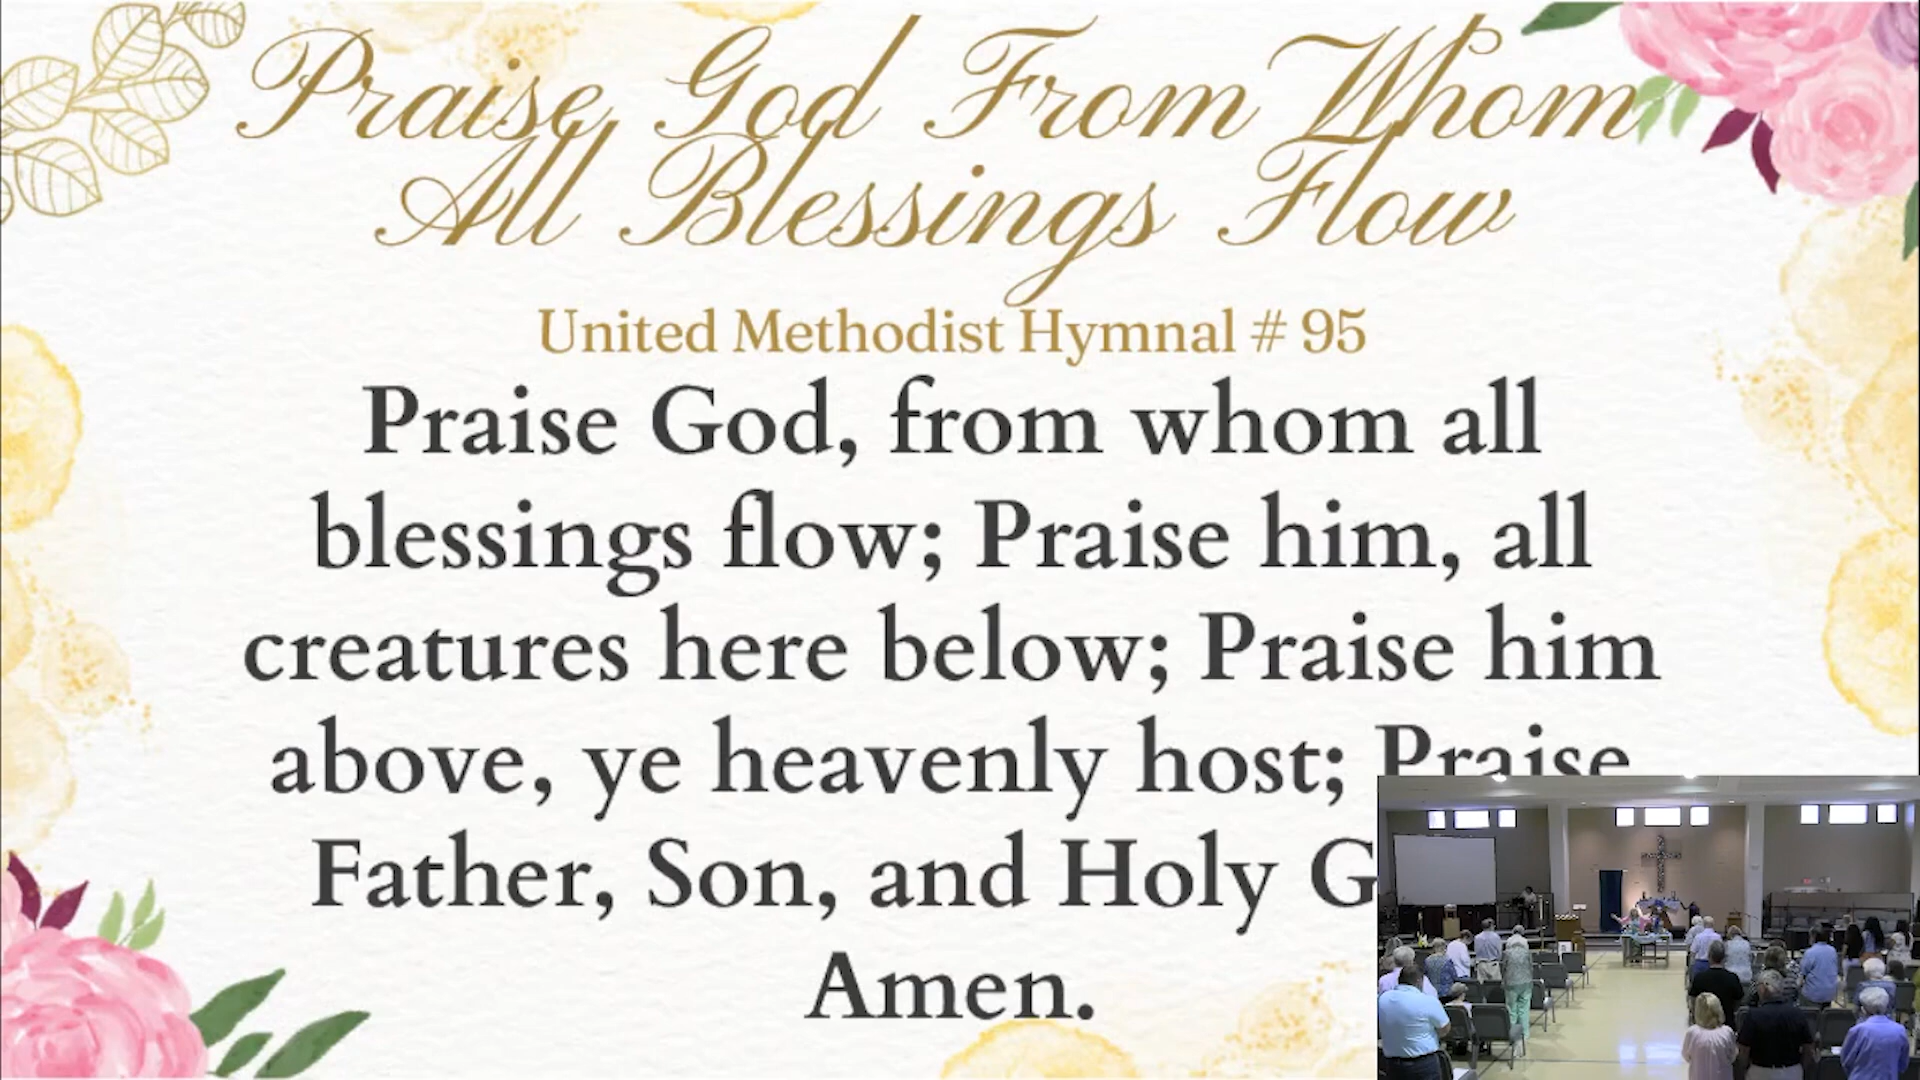 Praise God From Whom
All Blessings Flow
United Methodist Hymnal # 95
Praise God, from whom all
blessings flow; Praise him, all
creatures here below; Praise him
above, ye heavenly host; Praise
Father, Son, and Holy G
Amen.